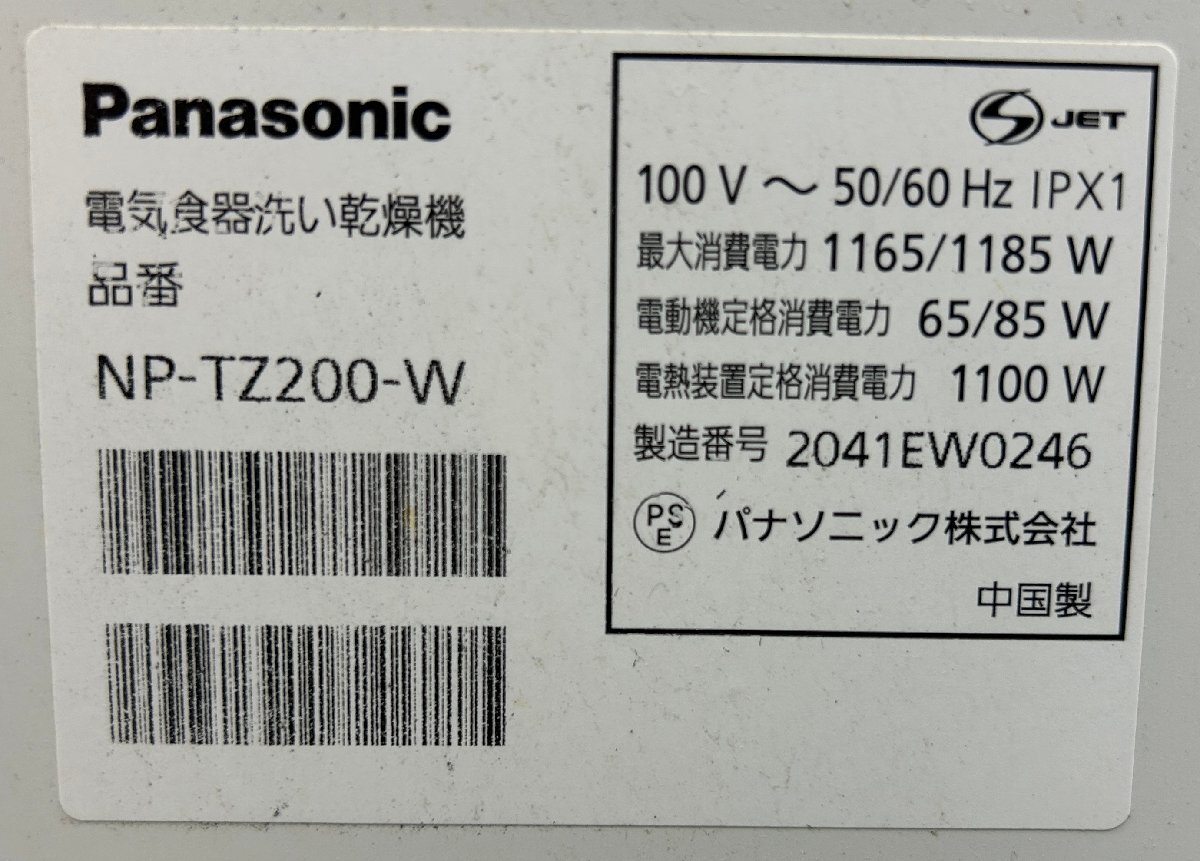 Panasonic
電気食器洗い乾燥機
品番
NP-TZ200-W
JET
100 V ～ 50/60 Hz IPX1
最大消費電力 1165/1185 W
電動機定格消費電力 65/85 W
電熱装置定格消費電力 1100 W
製造番号 2041EW0246
PSE パナソニック株式会社
中国製